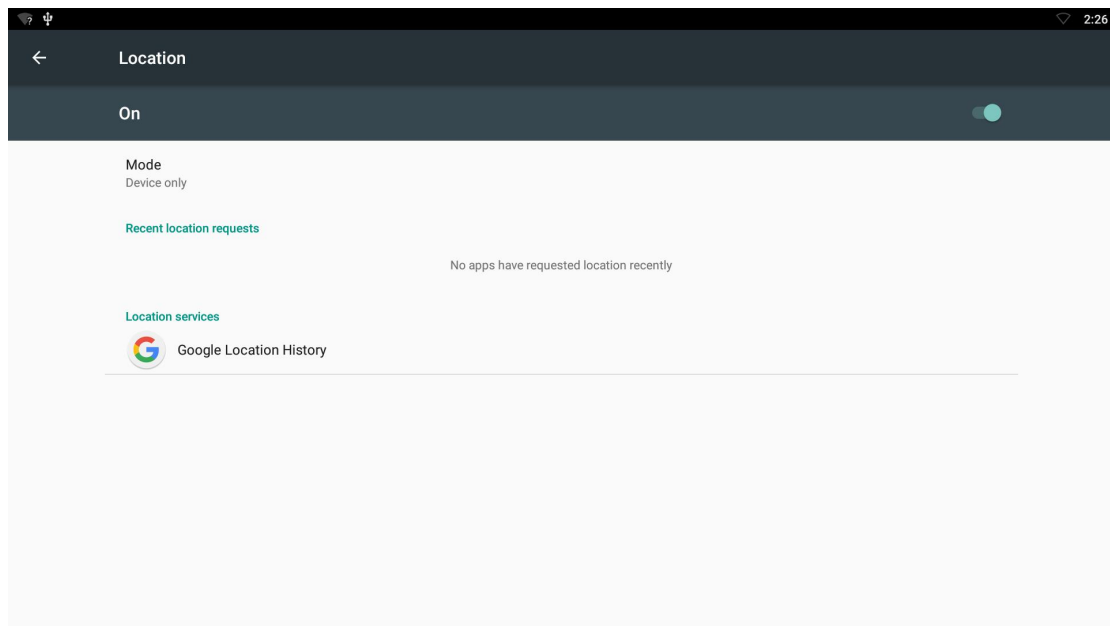 2:26
Location
On
Mode
Device only
Recent location requests
No apps have requested location recently
Location services
Google Location History